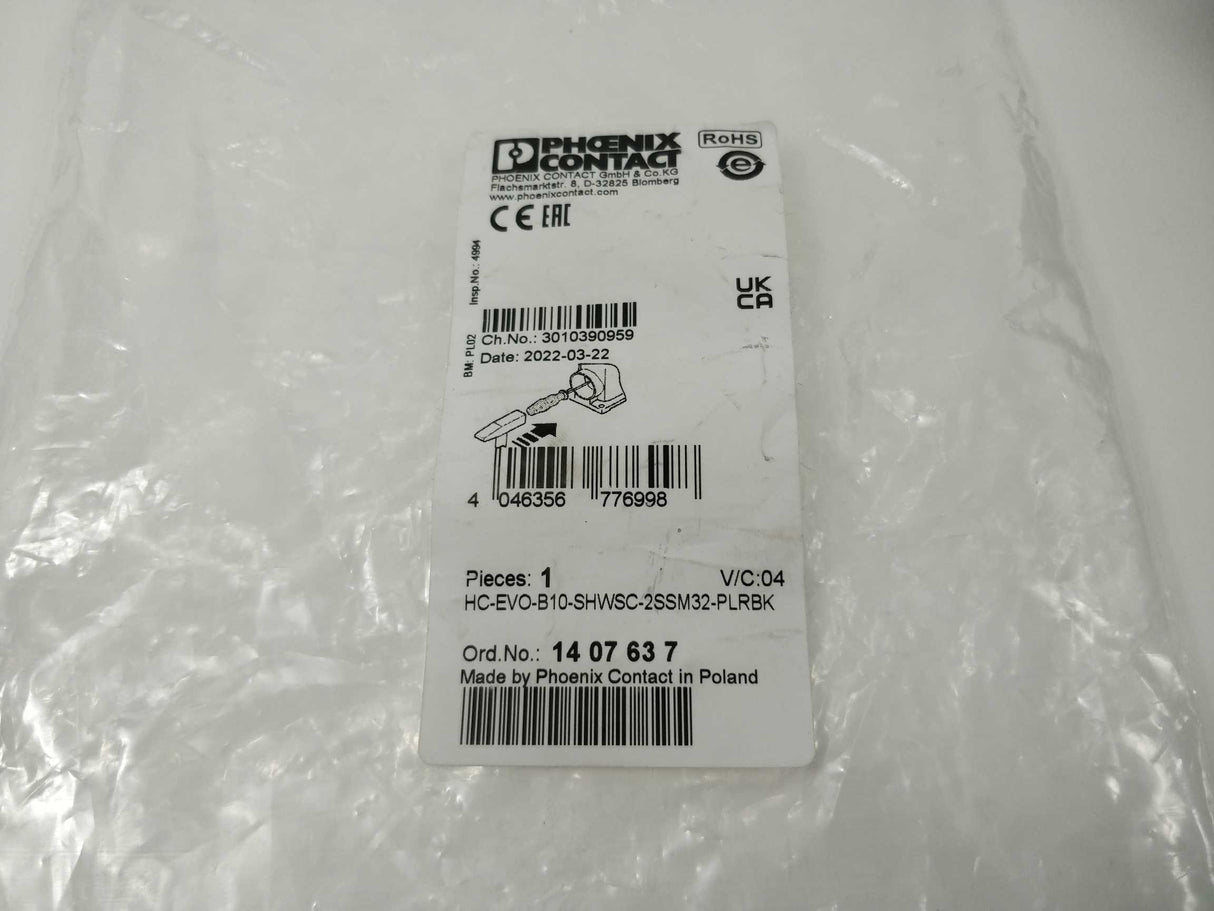 PHŒNIX
CONTACT
RoHS
e
PHOENIX CONTACT GmbH & Co.KG
Flachsmarktstr. 8, D-32825 Blomberg
www.phoenixcontact.com
CE EAC
Insp.No.: 4994
UK
CA
BM: PL02
Ch.No.: 3010390959
Date: 2022-03-22
4 046356 776998
Pieces: 1 V/C:04
HC-EVO-B10-SHWSC-2SSM32-PLRBK
Ord.No.: 14 07 63 7
Made by Phoenix Contact in Poland